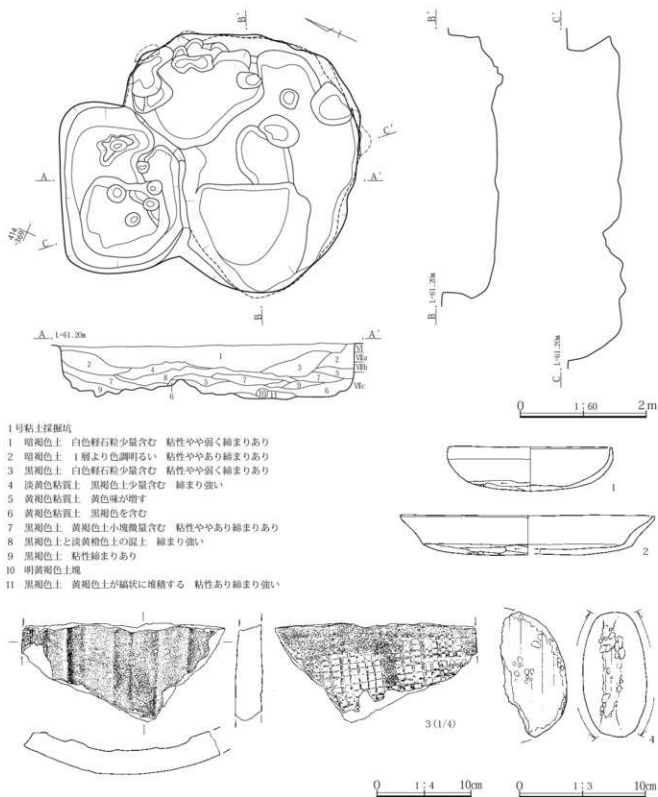 B'
B'
C'
C'
A
A'
414
-369
C
B
B
L=61.20m
C
L=61.20m
A L=61.20m
A'
Ⅵ
Ⅶa
Ⅶb
Ⅶc
1
2
2
3
4
5
5
6
6
7
7
7
8
9
9
9
10
11
0 1:60 2m
1号粘土採掘坑
1 暗褐色土 白色軽石粒少量含む 粘性やや弱く締まりあり
2 暗褐色土 1層より色調明るい 粘性ややあり締まりあり
3 黒褐色土 白色軽石粒少量含む 粘性やや弱く締まりあり
4 淡黄色粘質土 黒褐色土少量含む 締まり強い
5 黄褐色粘質土 黄色味が増す
6 黄褐色粘質土 黒褐色を含む
7 黒褐色土 黄褐色土小塊微量含む 粘性ややあり締まりあり
8 黒褐色土と淡黄橙色土の混土 締まり強い
9 黒褐色土 粘性締まりあり
10 明黄褐色土塊
11 黒褐色土 黄褐色土が縞状に堆積する 粘性あり締まり強い
1
2
3(1/4)
4
0 1:4 10cm
0 1:3 10cm